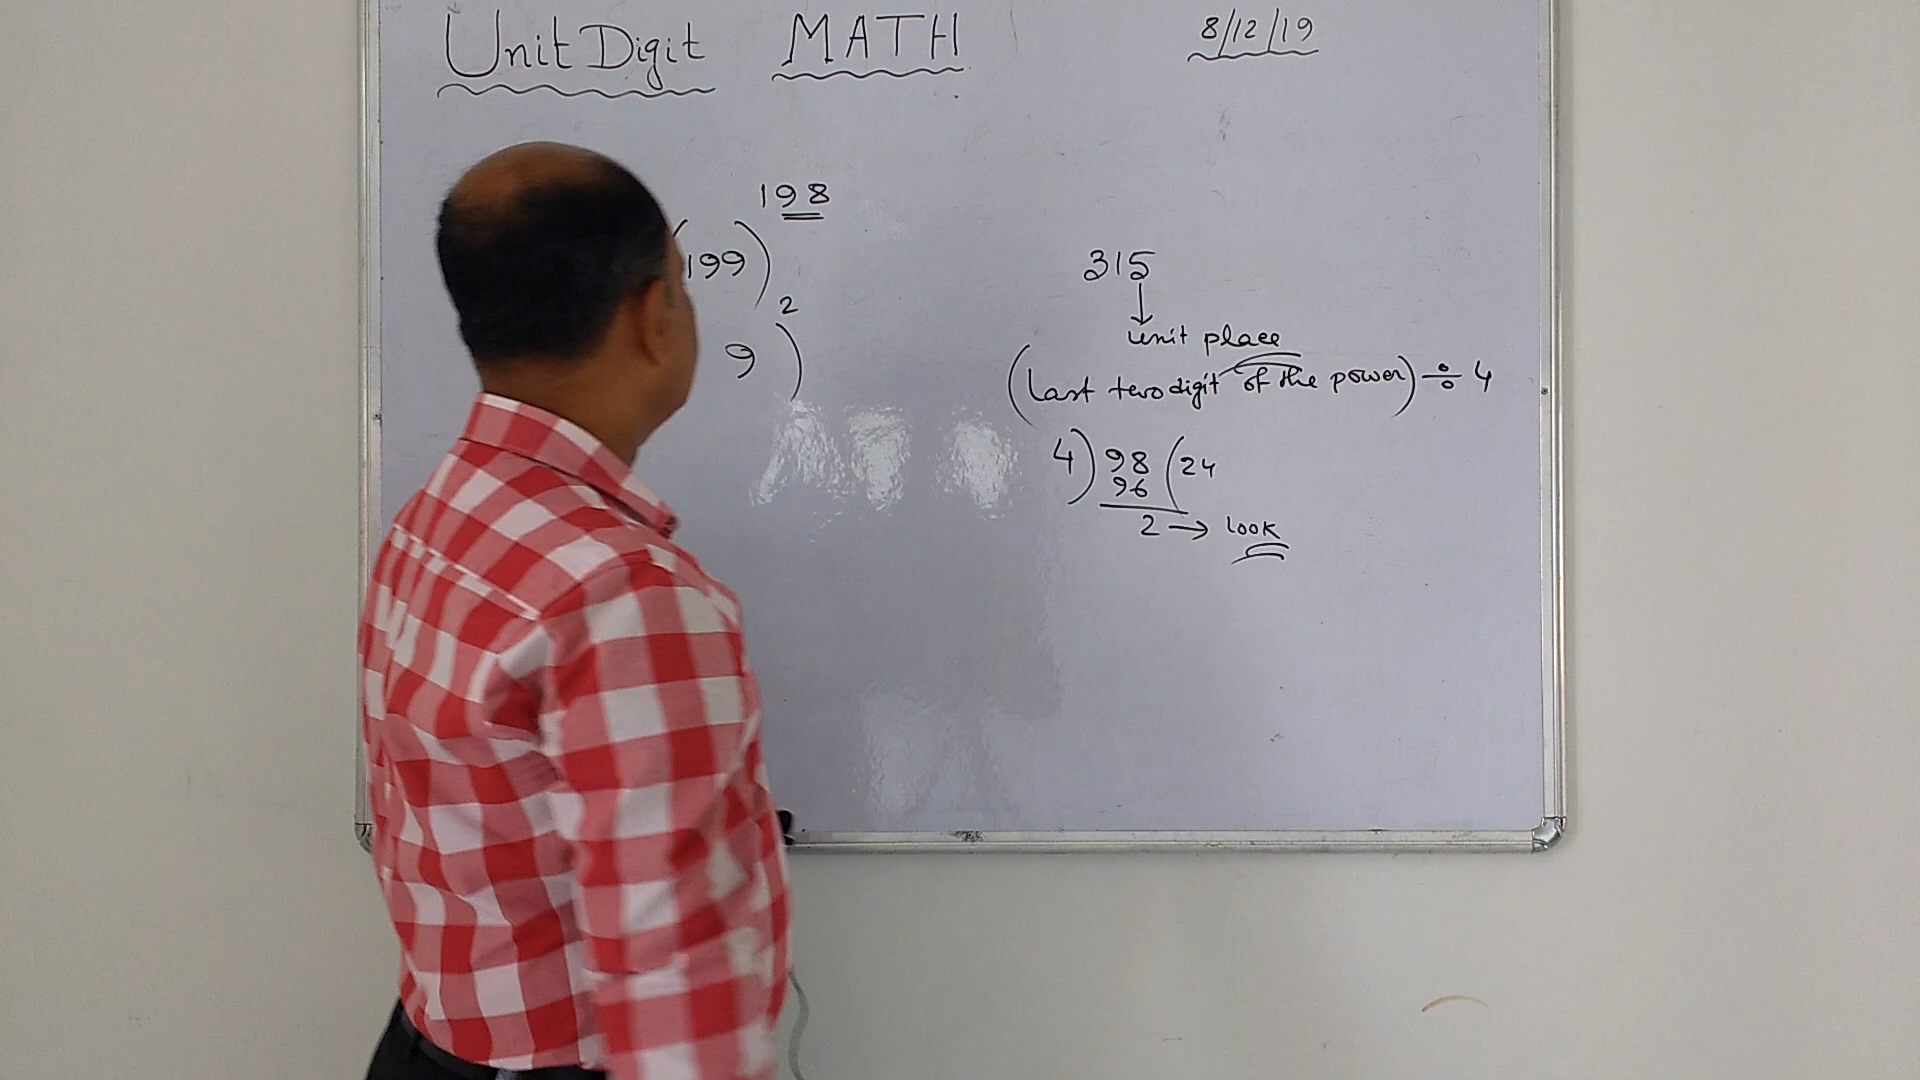 Unit Digit MATH 8/12/19
198
(199)
2
9 )
315
unit place
(last two digit of the power) ÷ 4
4) 98 (24
96
2 → look